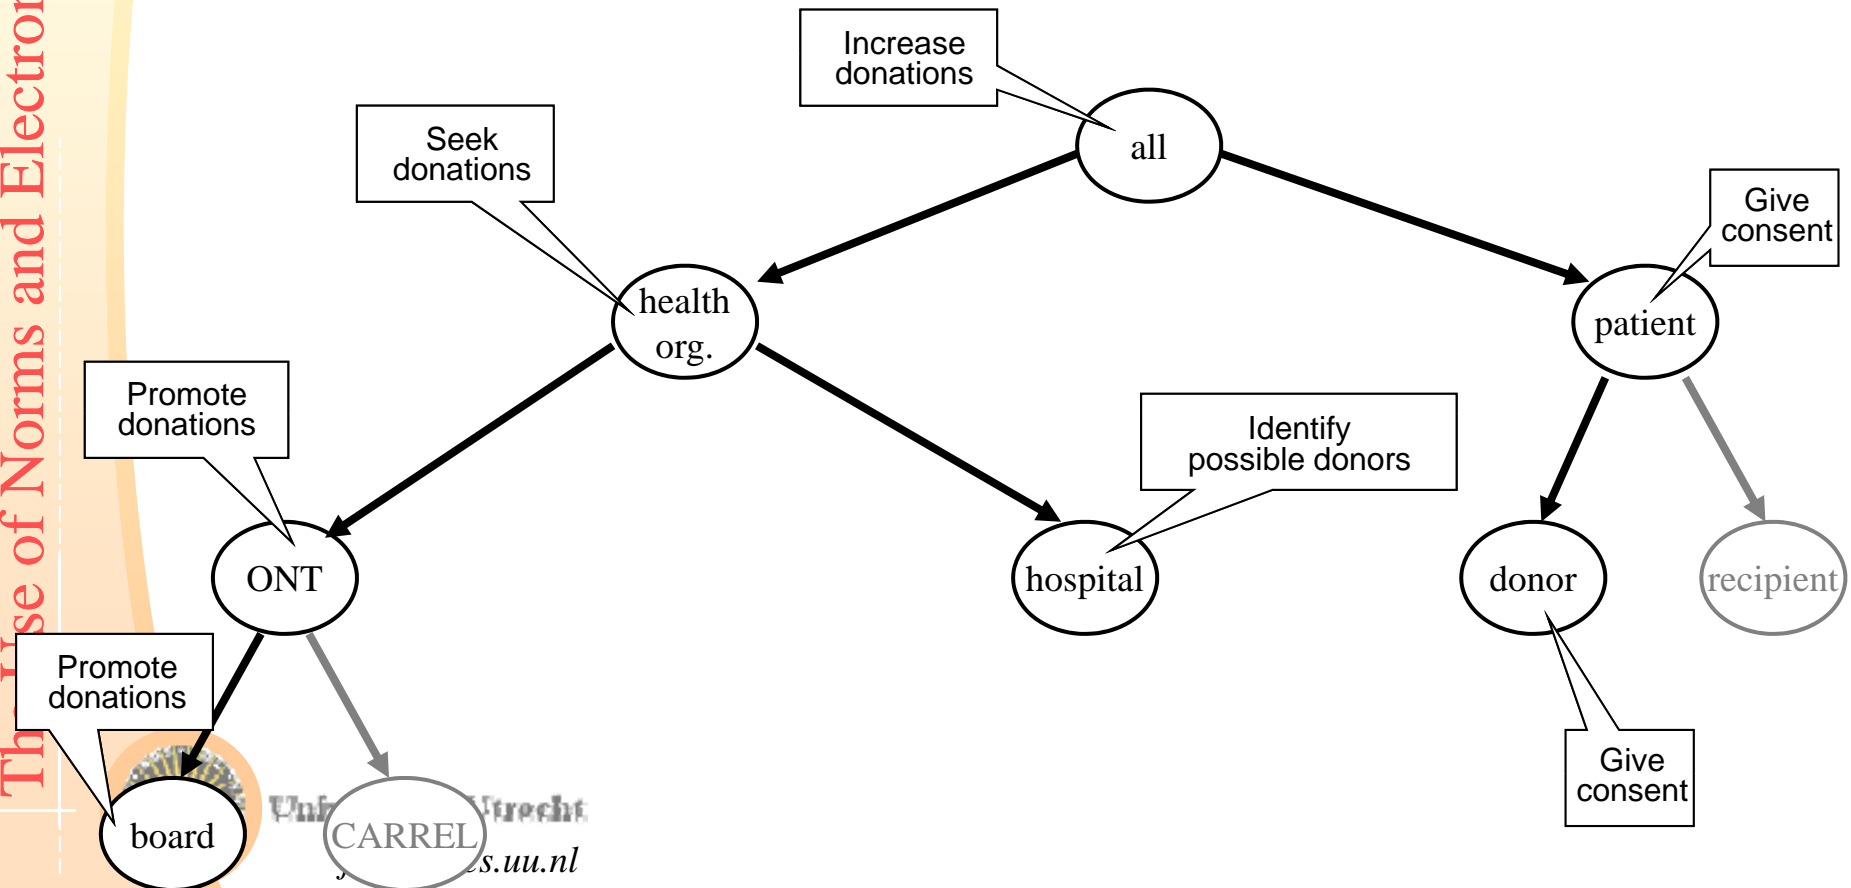 The Use of Norms and Electron
Increase
donations
all
Seek
donations
Give
consent
health
org.
patient
Promote
donations
Identify
possible donors
ONT
hospital
donor
recipient
Promote
donations
Give
consent
board
CARREL
s.uu.nl